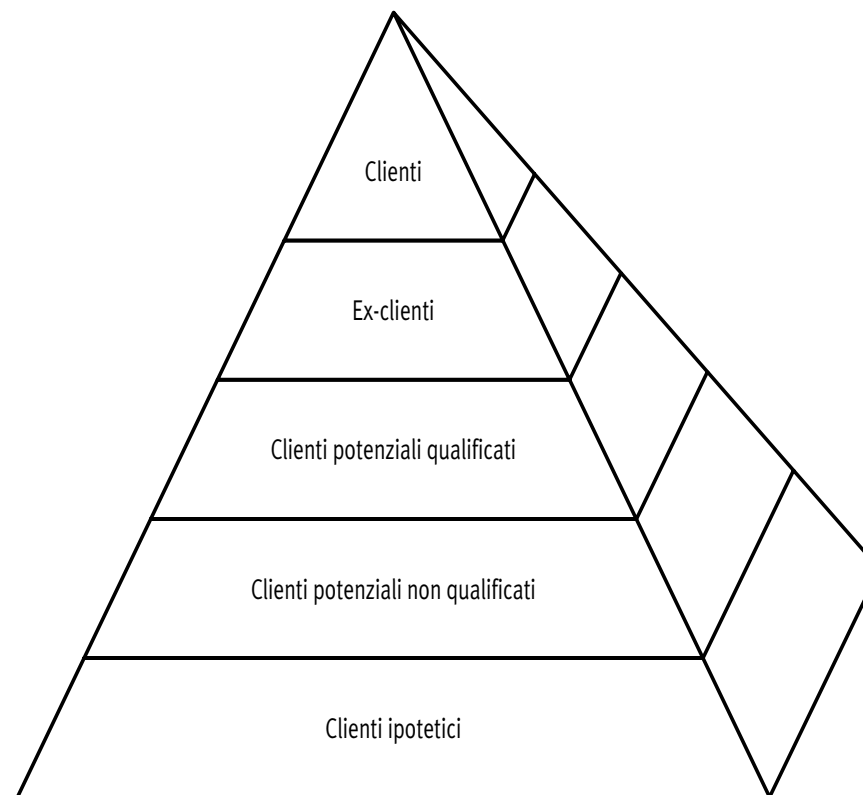 Clienti
Ex-clienti
Clienti potenziali qualificati
Clienti potenziali non qualificati
Clienti ipotetici